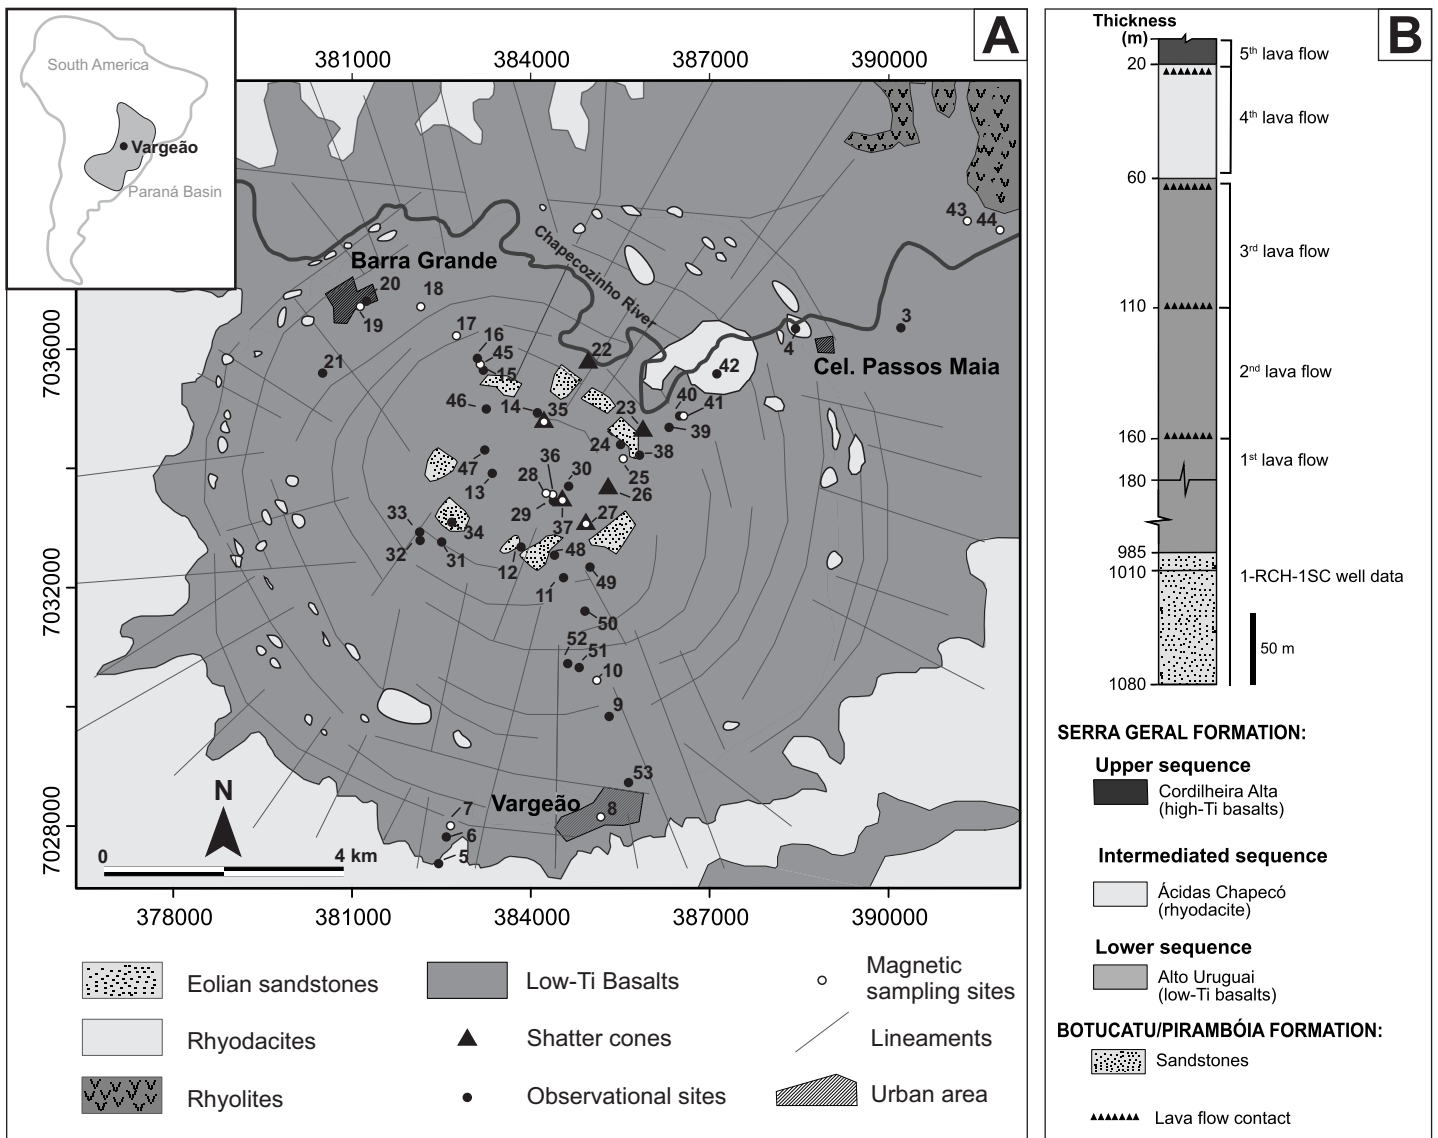 A
South America
Vargeão
Paraná Basin
381000
384000
387000
390000
7036000
7032000
7028000
378000
381000
384000
387000
390000
Barra Grande
Chapecozinho River
Cel. Passos Maia
Vargeão
43
44
20
18
19
17
16
45
15
21
22
3
4
42
46
14
35
23
40
41
39
24
38
25
47
13
36
28
30
26
29
37
27
33
32
34
31
12
48
11
49
50
52
51
10
9
53
8
7
6
5
N
0
4 km
Eolian sandstones
Rhyodacites
Rhyolites
Low-Ti Basalts
Shatter cones
Observational sites
Magnetic
sampling sites
Lineaments
Urban area
B
Thickness
(m)
20
60
110
160
180
985
1010
1080
5th lava flow
4th lava flow
3rd lava flow
2nd lava flow
1st lava flow
1-RCH-1SC well data
50 m
SERRA GERAL FORMATION:
Upper sequence
Cordilheira Alta
(high-Ti basalts)
Intermediated sequence
Ácidas Chapecó
(rhyodacite)
Lower sequence
Alto Uruguai
(low-Ti basalts)
BOTUCATU/PIRAMBÓIA FORMATION:
Sandstones
Lava flow contact